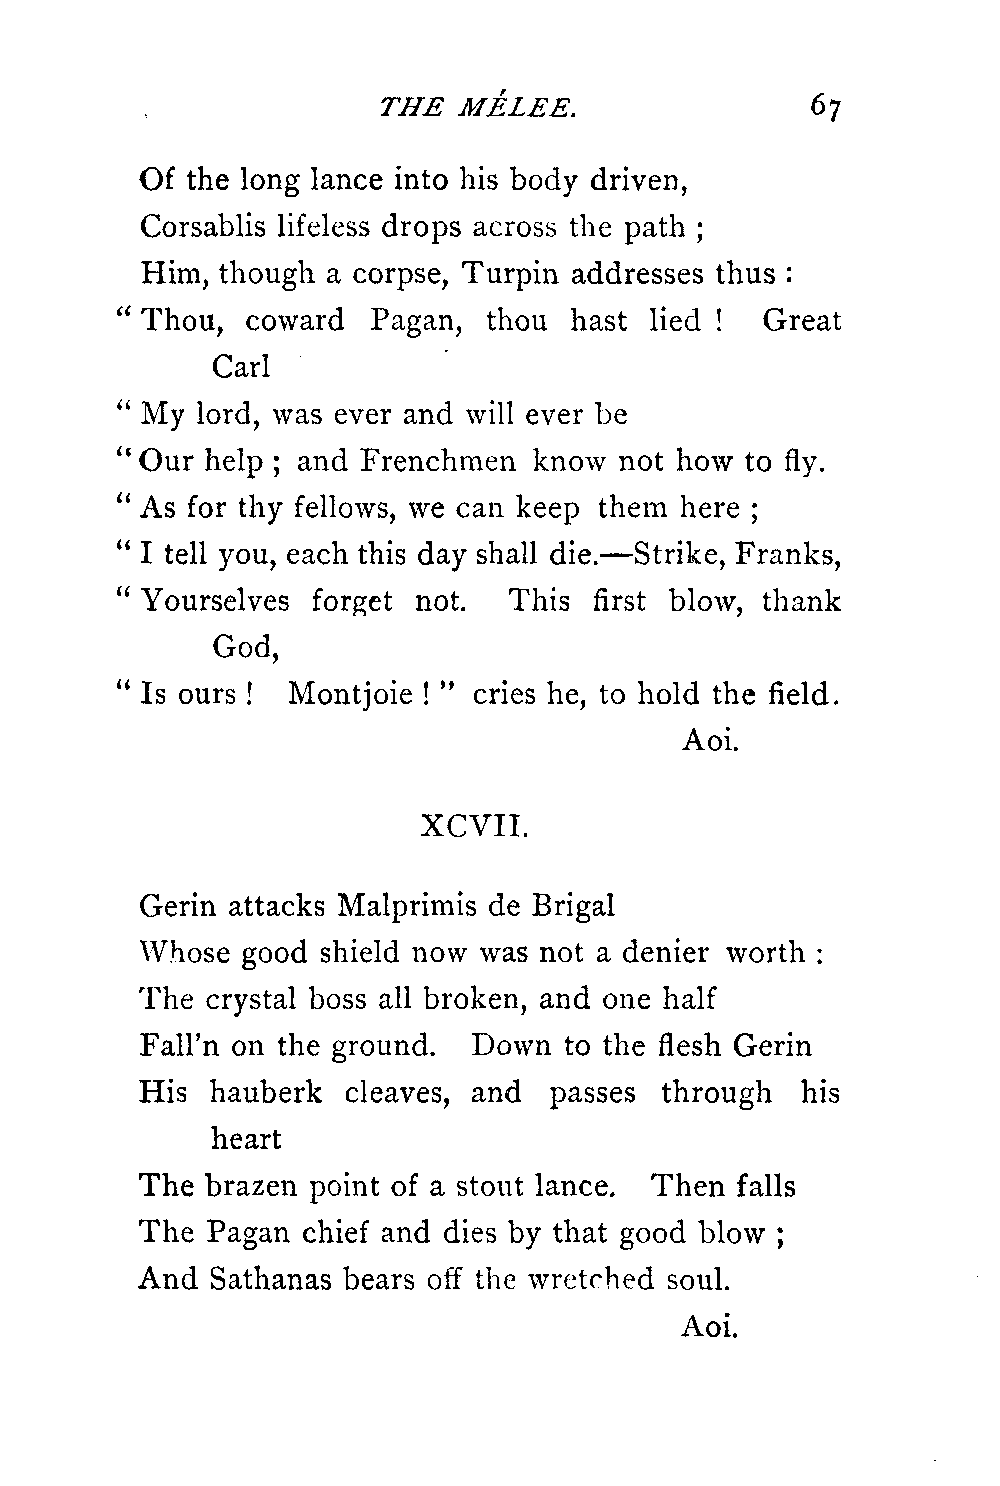 THE MÊLEE. 67
Of the long lance into his body driven,
Corsablis lifeless drops across the path ;
Him, though a corpse, Turpin addresses thus :
“ Thou, coward Pagan, thou hast lied ! Great
Carl
“ My lord, was ever and will ever be
“ Our help ; and Frenchmen know not how to fly.
“ As for thy fellows, we can keep them here ;
“ I tell you, each this day shall die.—Strike, Franks,
“ Yourselves forget not. This first blow, thank
God,
“ Is ours ! Montjoie ! ” cries he, to hold the field.
Aoi.
XCVII.
Gerin attacks Malprimis de Brigal
Whose good shield now was not a denier worth :
The crystal boss all broken, and one half
Fall’n on the ground. Down to the flesh Gerin
His hauberk cleaves, and passes through his
heart
The brazen point of a stout lance. Then falls
The Pagan chief and dies by that good blow ;
And Sathanas bears off the wretched soul.
Aoi.